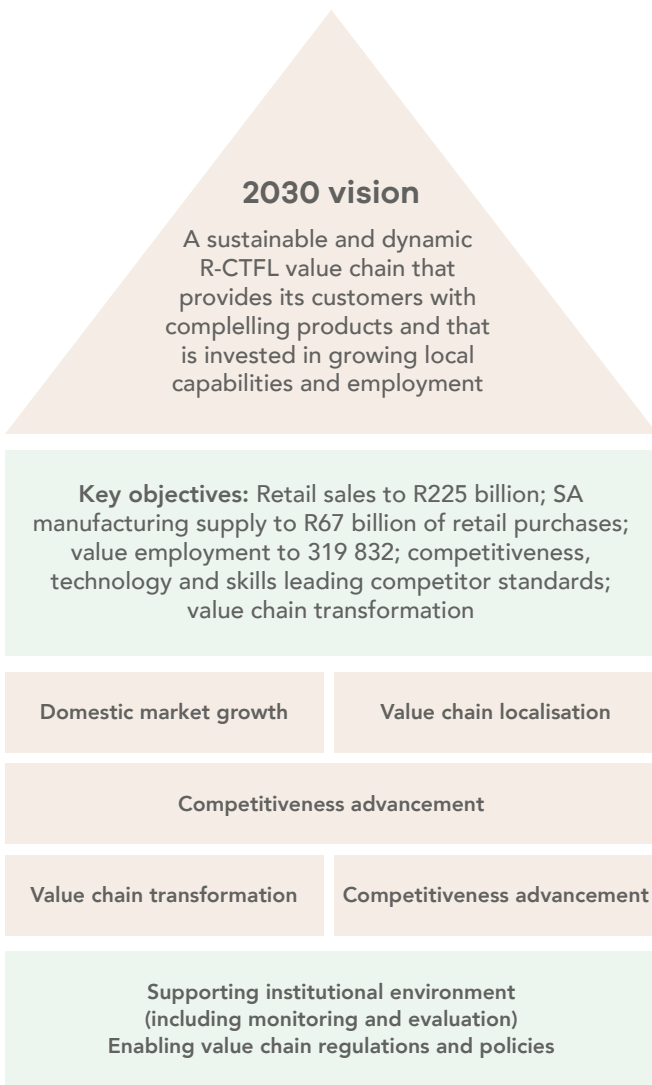 2030 vision
A sustainable and dynamic
R-CTFL value chain that
provides its customers with
complelling products and that
is invested in growing local
capabilities and employment
Key objectives: Retail sales to R225 billion; SA
manufacturing supply to R67 billion of retail purchases;
value employment to 319 832; competitiveness,
technology and skills leading competitor standards;
value chain transformation
Domestic market growth
Value chain localisation
Competitiveness advancement
Value chain transformation
Competitiveness advancement
Supporting institutional environment
(including monitoring and evaluation)
Enabling value chain regulations and policies